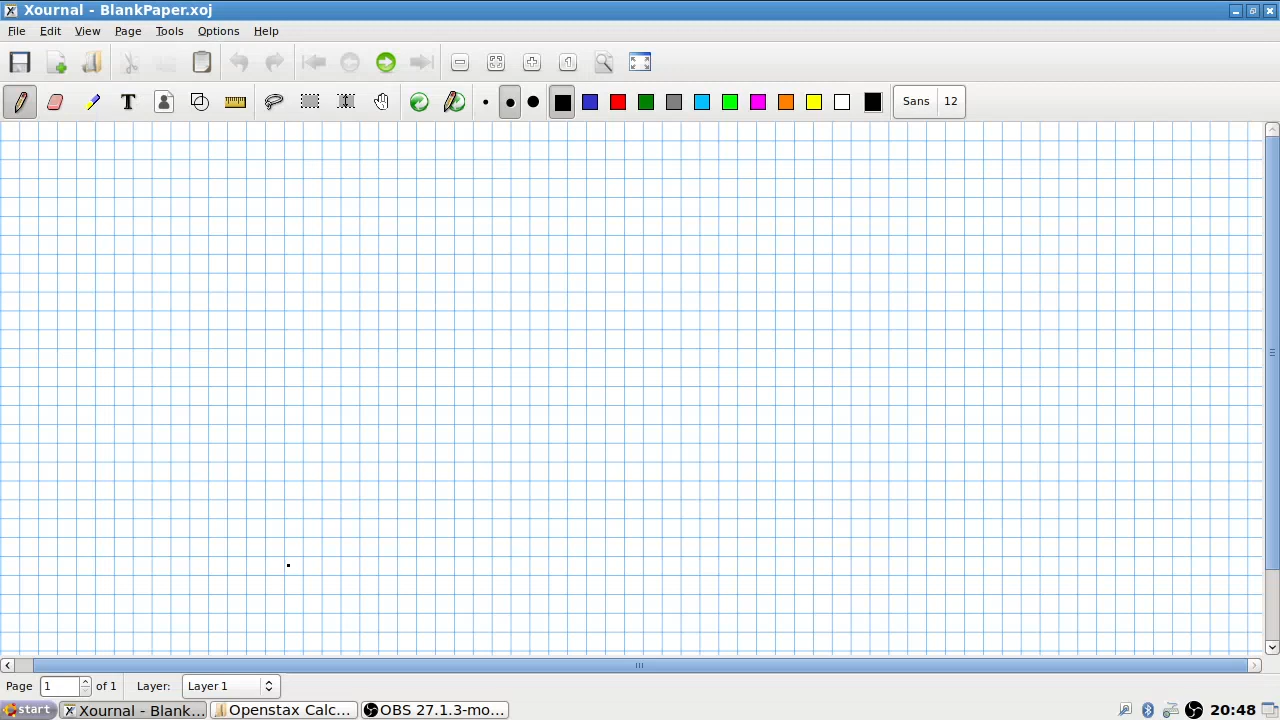 Xournal - BlankPaper.xoj
File Edit View Page Tools Options Help
T Sans 12
Page 1 of 1 Layer: Layer 1
start Xournal - Blank... Openstax Calc... OBS 27.1.3-mo... 20:48